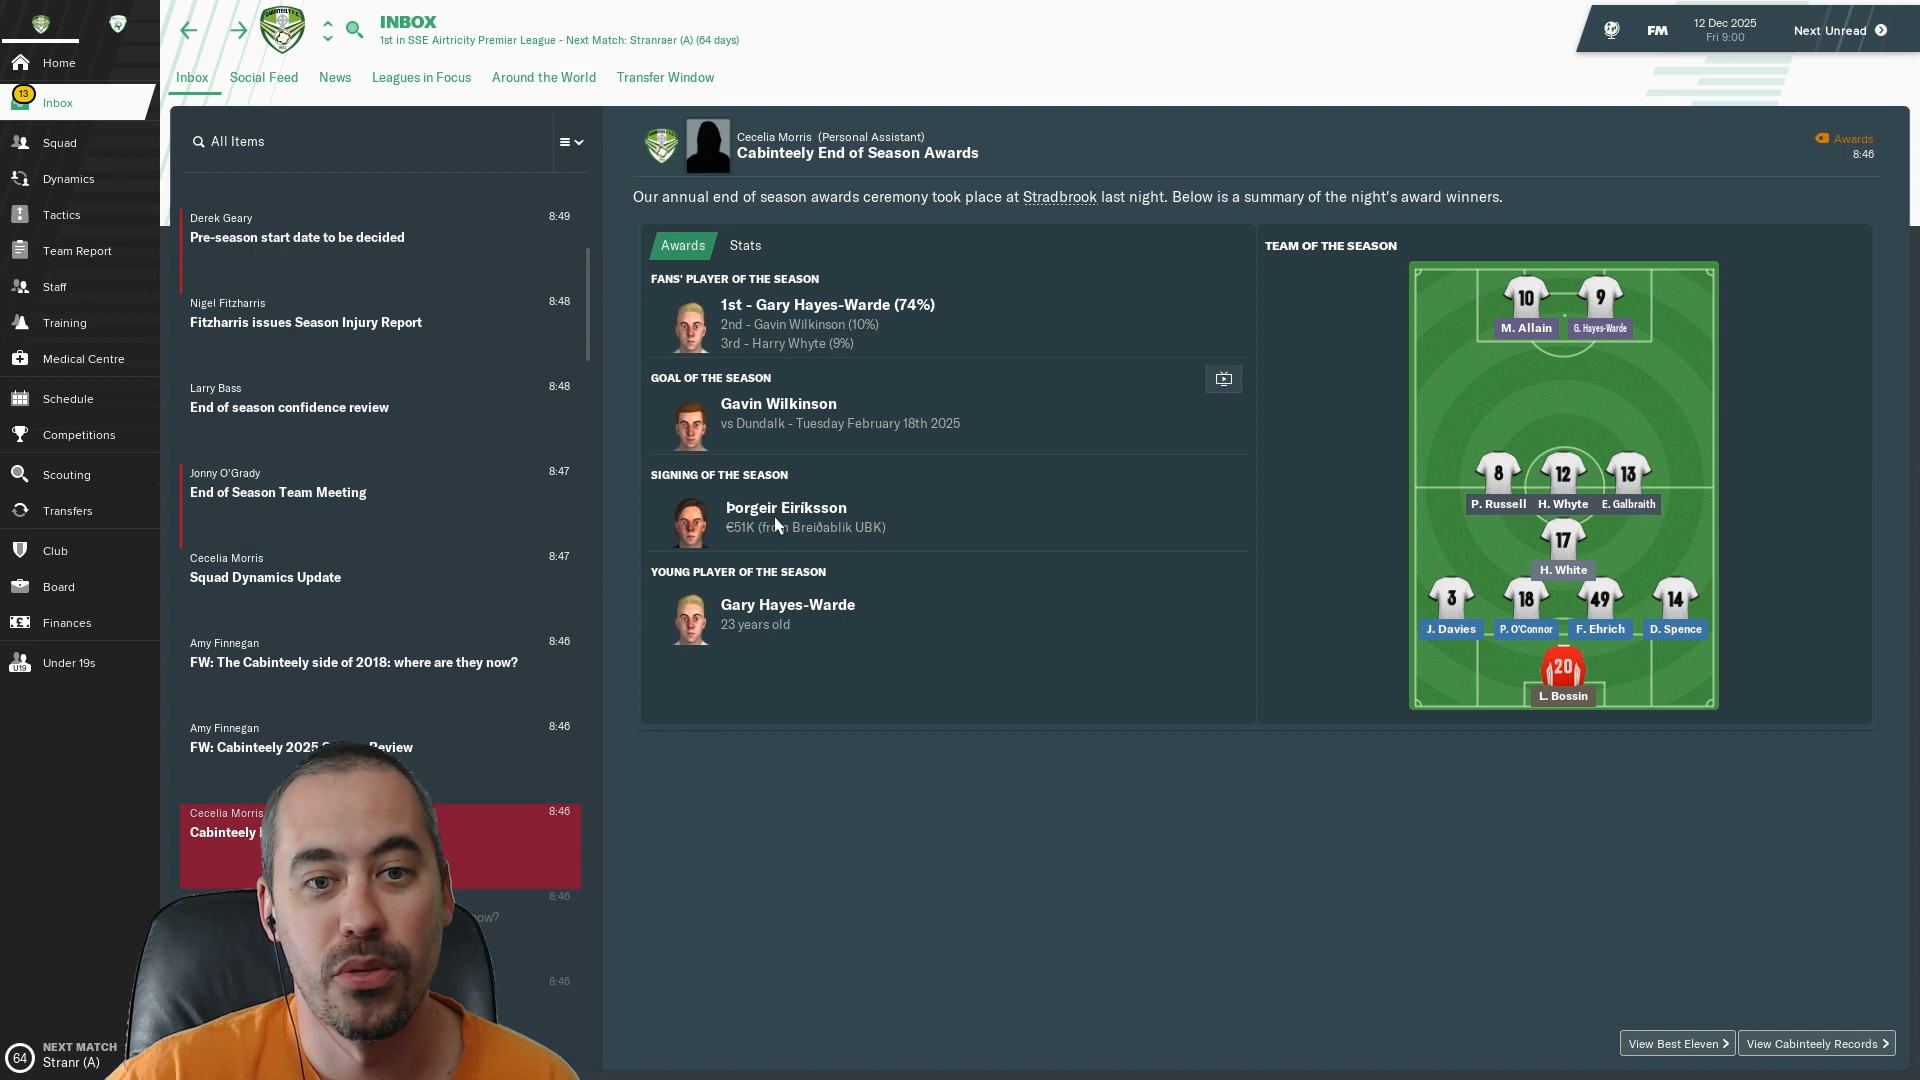 INBOX
1st in SSE Airtricity Premier League - Next Match: Stranraer (A) (64 days)
FM
12 Dec 2025
Fri 9:00
Next Unread
Inbox
Social Feed
News
Leagues in Focus
Around the World
Transfer Window
Home
13
Inbox
Squad
Dynamics
Tactics
Team Report
Staff
Training
Medical Centre
Schedule
Competitions
Scouting
Transfers
Club
Board
Finances
U19
Under 19s
64
NEXT MATCH
Stranr (A)
All Items
Derek Geary
8:49
Pre-season start date to be decided
Nigel Fitzharris
8:48
Fitzharris issues Season Injury Report
Larry Bass
8:48
End of season confidence review
Jonny O'Grady
8:47
End of Season Team Meeting
Cecelia Morris
8:47
Squad Dynamics Update
Amy Finnegan
8:46
FW: The Cabinteely side of 2018: where are they now?
Amy Finnegan
8:46
FW: Cabinteely 2025 Review
Cecelia Morris
8:46
Cabinteely
8:46
now?
8:46
Cecelia Morris (Personal Assistant)
Cabinteely End of Season Awards
Awards
8:46
Our annual end of season awards ceremony took place at Stradbrook last night. Below is a summary of the night's award winners.
Awards
Stats
FANS' PLAYER OF THE SEASON
1st - Gary Hayes-Warde (74%)
2nd - Gavin Wilkinson (10%)
3rd - Harry Whyte (9%)
GOAL OF THE SEASON
Gavin Wilkinson
vs Dundalk - Tuesday February 18th 2025
SIGNING OF THE SEASON
Þorgeir Eiríksson
€51K (from Breiðablik UBK)
YOUNG PLAYER OF THE SEASON
Gary Hayes-Warde
23 years old
TEAM OF THE SEASON
10
9
M. Allain
G. Hayes-Warde
8
12
13
P. Russell
H. Whyte
E. Galbraith
17
H. White
3
18
49
14
J. Davies
P. O'Connor
F. Ehrich
D. Spence
20
L. Bossin
View Best Eleven
View Cabinteely Records